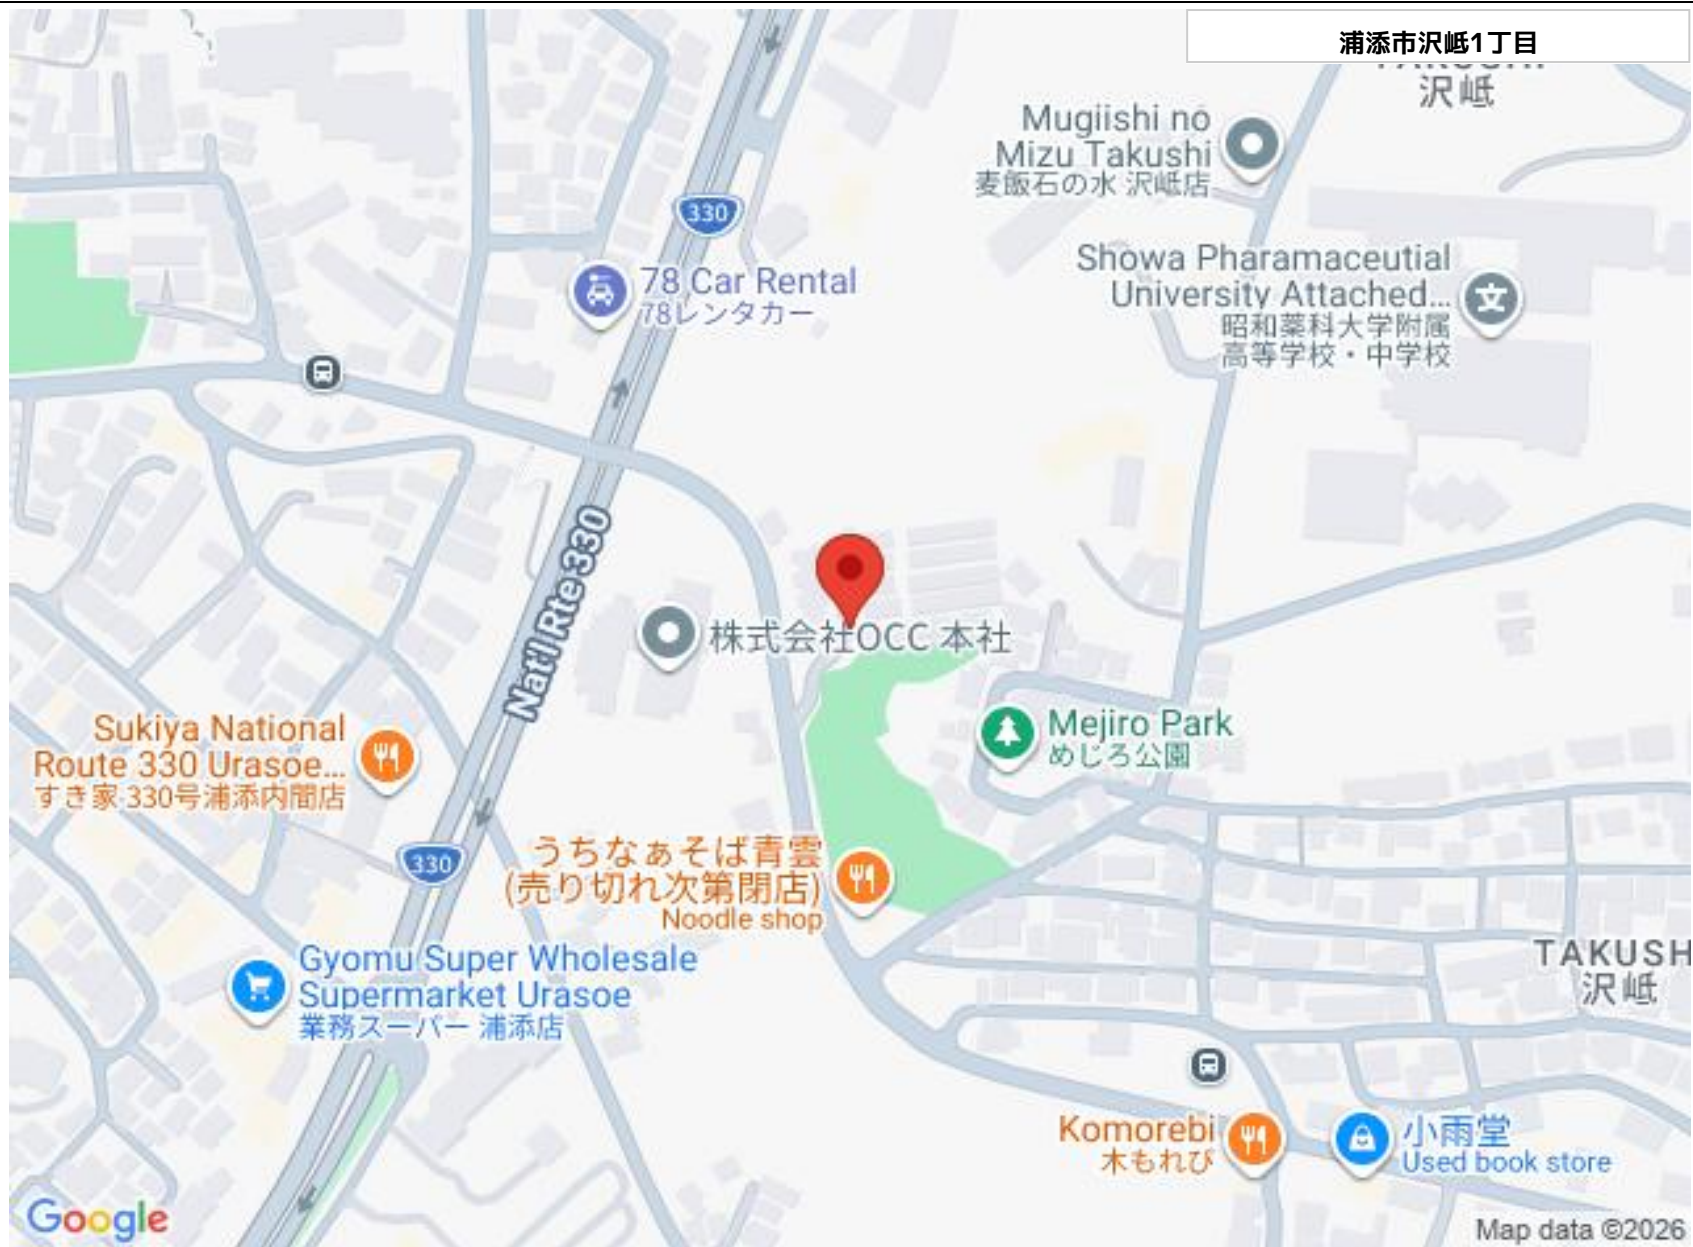 浦添市沢岻1丁目
沢岻
Mugiishi no
Mizu Takushi
麦飯石の水 沢岻店
330
Showa Pharamaceutial
University Attached...
昭和薬科大学附属
高等学校・中学校
78 Car Rental
78レンタカー
Nat'l Rte 330
株式会社OCC 本社
Mejiro Park
めじろ公園
Sukiya National
Route 330 Urasoe...
すき家 330号浦添内間店
330
うちなぁそば青雲
(売り切れ次第閉店)
Noodle shop
Gyomu Super Wholesale
Supermarket Urasoe
業務スーパー 浦添店
TAKUSH
沢岻
Komorebi
木もれび
小雨堂
Used book store
Google
Map data ©2026